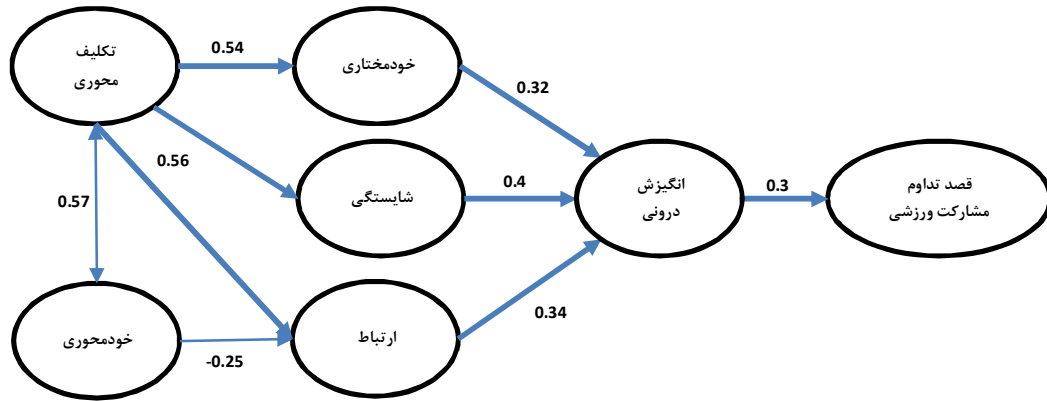 تکلیف
محوری
0.54
خودمختاری
0.32
0.56
شایستگی
0.4
انگیزش
درونی
0.3
قصد تداوم
مشارکت ورزشی
0.57
خودمحوری
-0.25
ارتباط
0.34